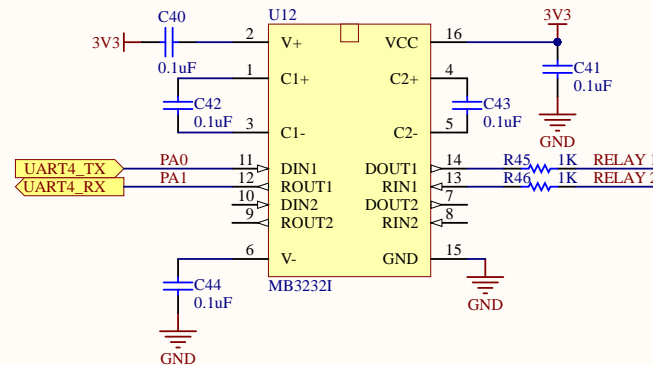 C40
U12
3V3
3V3
2
V+
VCC
16
0.1uF
1
C1+
C2+
4
C41
0.1uF
C42
0.1uF
C43
0.1uF
3
C1-
C2-
5
GND
UART4_TX
PA0
11
DIN1
DOUT1
14
R45
1K
RELAY 1
UART4_RX
PA1
12
ROUT1
RIN1
13
R46
1K
RELAY 2
10
DIN2
DOUT2
7
9
ROUT2
RIN2
8
6
V-
GND
15
C44
0.1uF
MB3232I
GND
GND